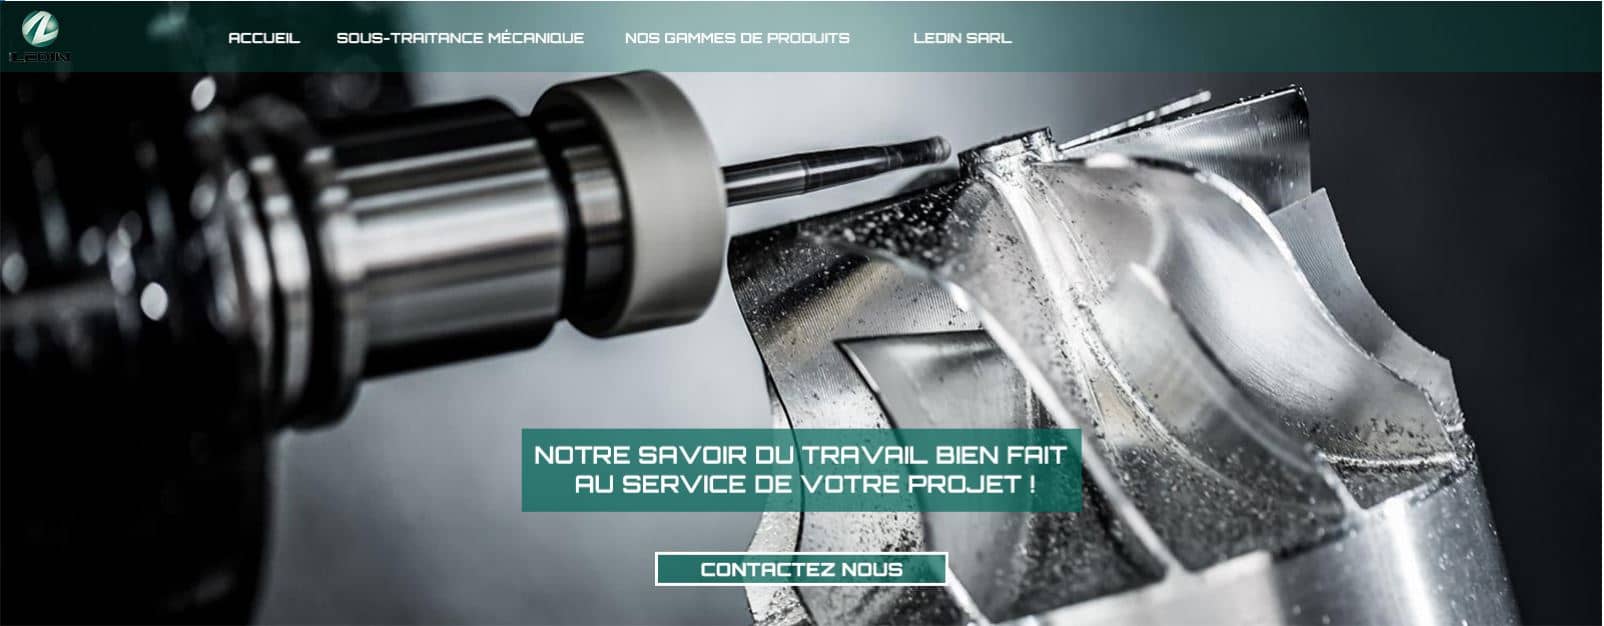 LEDIN
ACCUEIL
SOUS-TRAITANCE MÉCANIQUE
NOS GAMMES DE PRODUITS
LEDIN SARL
NOTRE SAVOIR DU TRAVAIL BIEN FAIT
AU SERVICE DE VOTRE PROJET !
CONTACTEZ NOUS